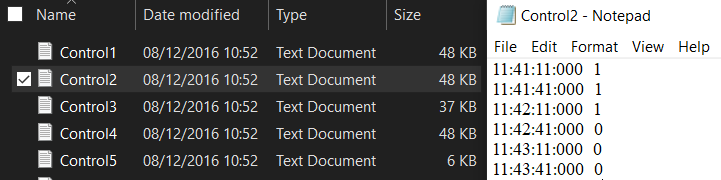 Name Date modified Type Size
Control1 08/12/2016 10:52 Text Document 48 KB
Control2 08/12/2016 10:52 Text Document 48 KB
Control3 08/12/2016 10:52 Text Document 37 KB
Control4 08/12/2016 10:52 Text Document 48 KB
Control5 08/12/2016 10:52 Text Document 6 KB
Control2 - Notepad
File Edit Format View Help
11:41:11:000 1
11:41:41:000 1
11:42:11:000 1
11:42:41:000 0
11:43:11:000 0
11:43:41:000 0